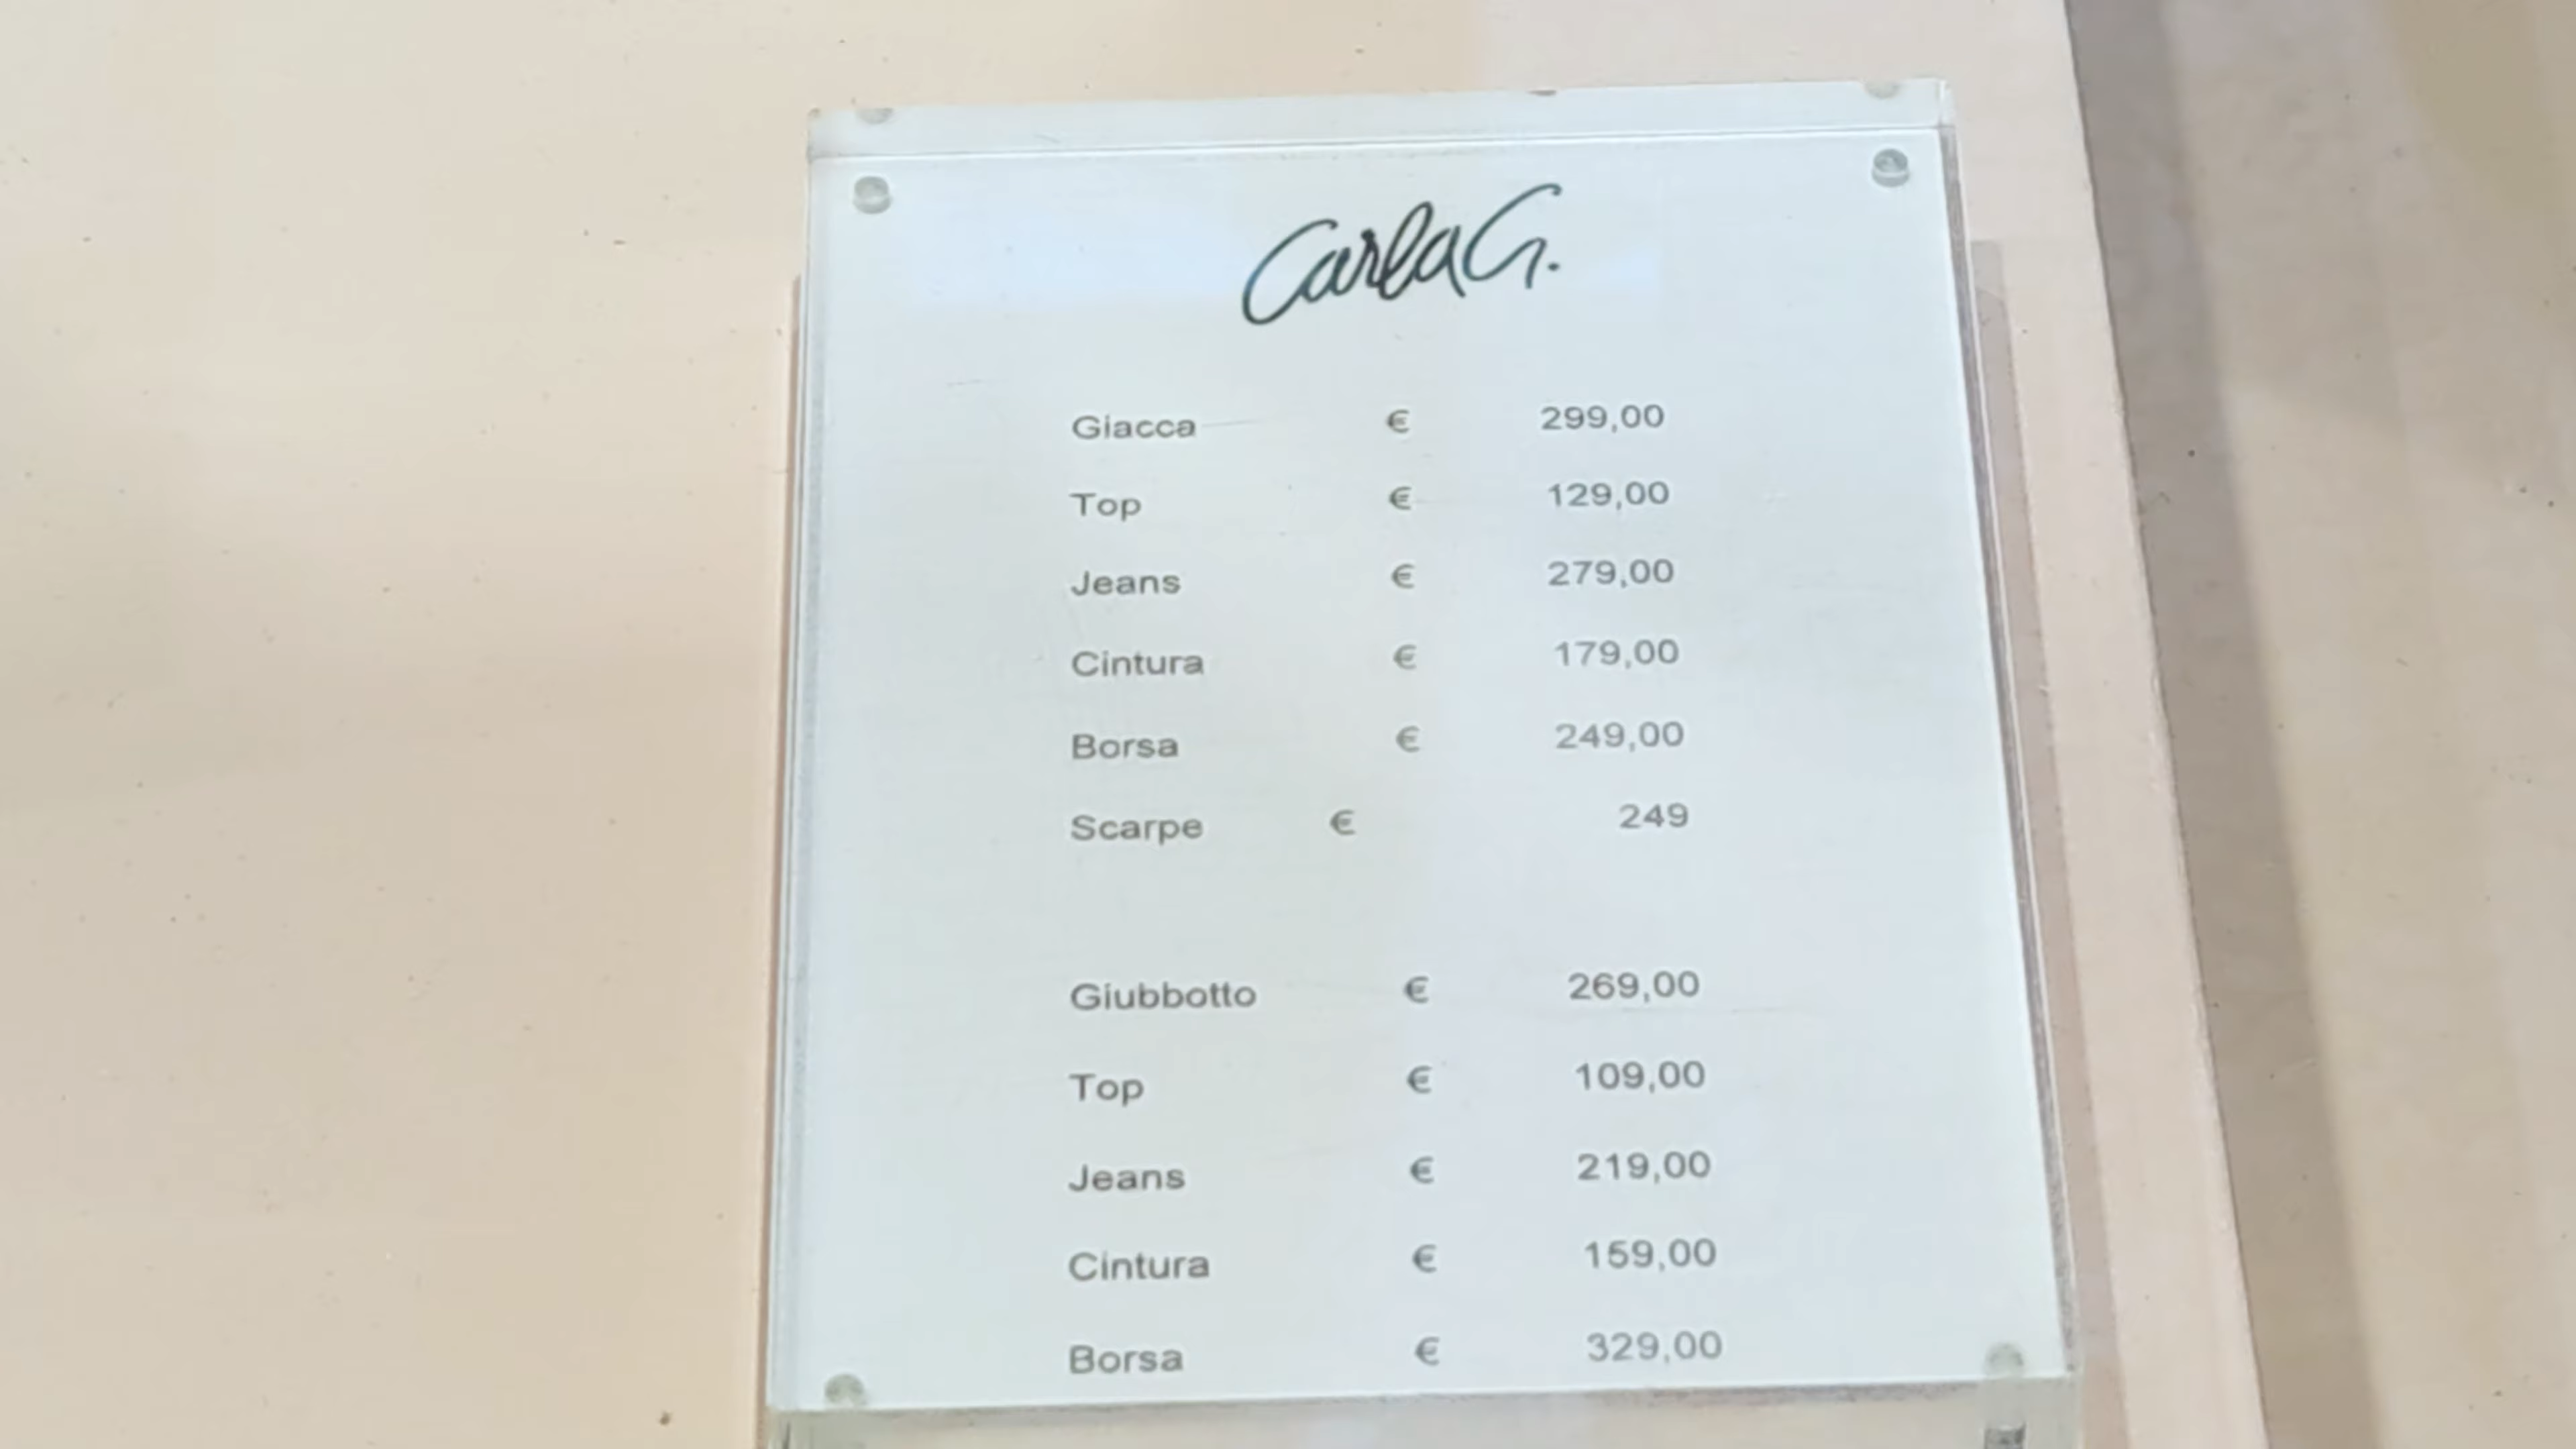 Carla G.
Giacca € 299,00
Top € 129,00
Jeans € 279,00
Cintura € 179,00
Borsa € 249,00
Scarpe € 249
Giubbotto € 269,00
Top € 109,00
Jeans € 219,00
Cintura € 159,00
Borsa € 329,00